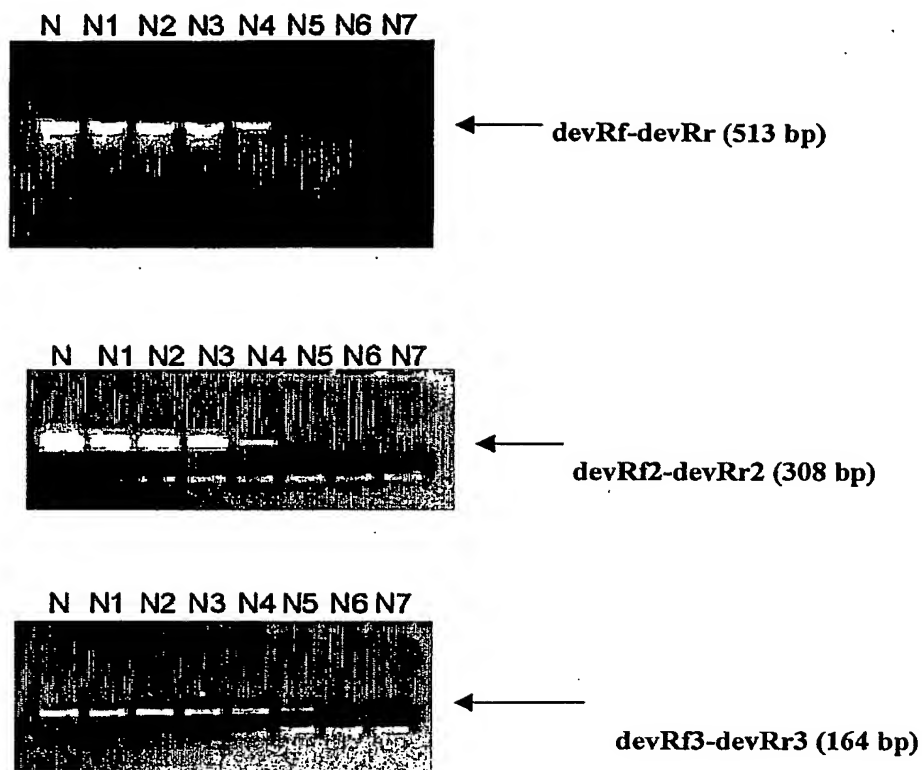 N N1 N2 N3 N4 N5 N6 N7
devRf-devRr (513 bp)
N N1 N2 N3 N4 N5 N6 N7
devRf2-devRr2 (308 bp)
N N1 N2 N3 N4 N5 N6 N7
devRf3-devRr3 (164 bp)